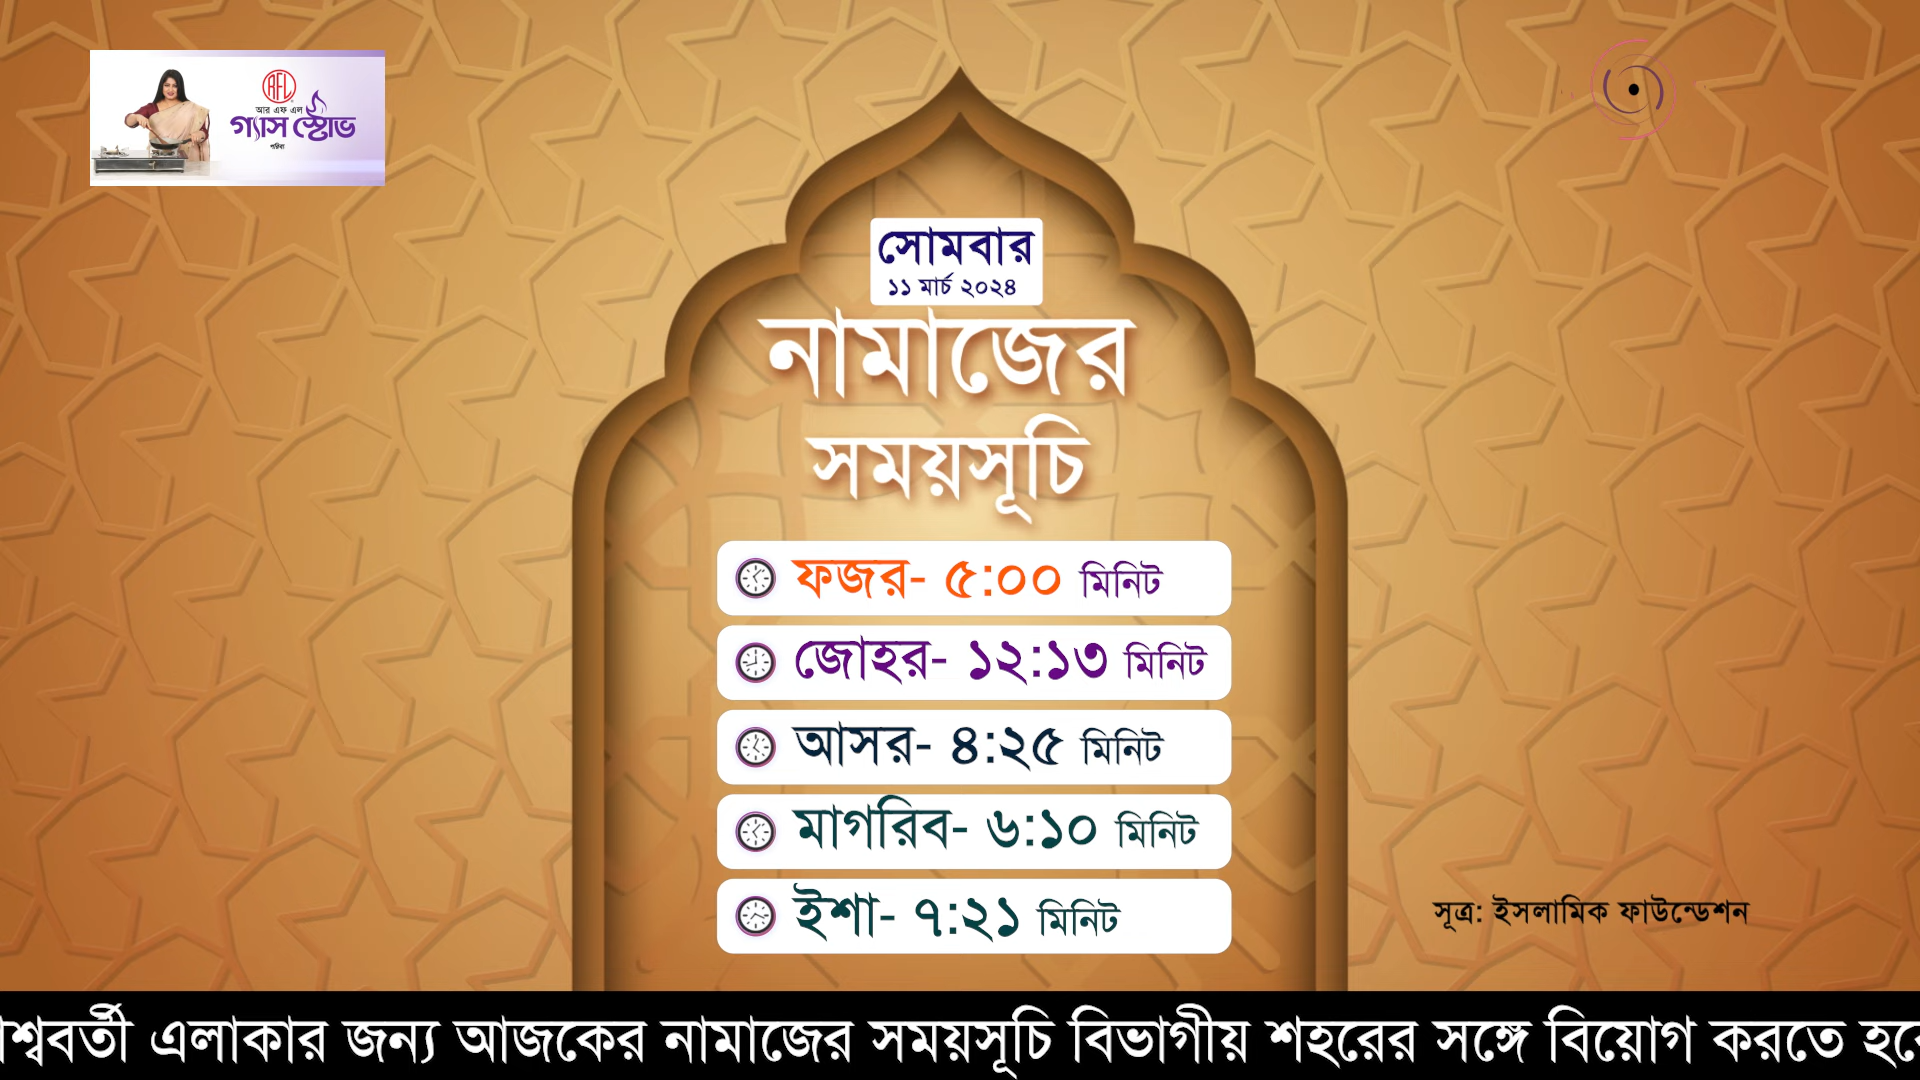 RFL
আর এফ এল
গ্যাস স্টোভ
সোমবার
১১ মার্চ ২০২৪
নামাজের
সময়সূচি
ফজর- ৫:০০ মিনিট
জোহর- ১২:১৩ মিনিট
আসর- ৪:২৫ মিনিট
মাগরিব- ৬:১০ মিনিট
ইশা- ৭:২১ মিনিট
সূত্র: ইসলামিক ফাউন্ডেশন
এলাকার জন্য আজকের নামাজের সময়সূচি বিভাগীয় শহরের সঙ্গে বিয়োগ করতে